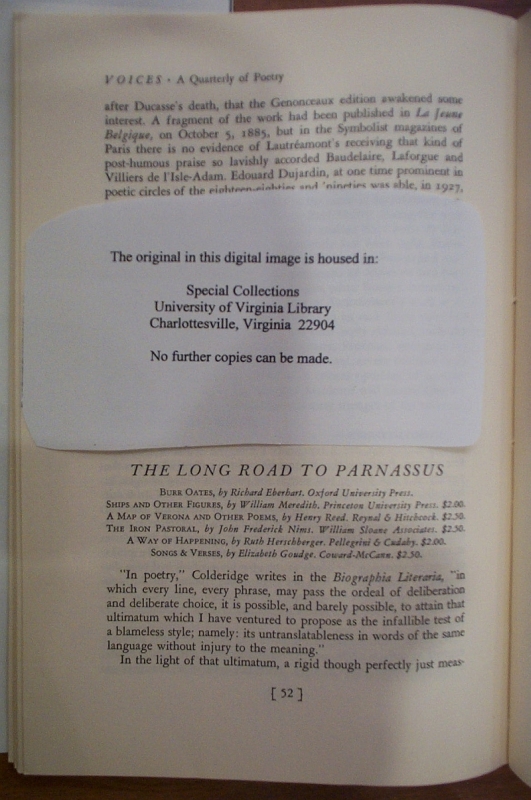 VOICES · A Quarterly of Poetry
after Ducasse's death, that the Genonceaux edition awakened some
interest. A fragment of the work had been published in La Jeune
Belgique, on October 5, 1885, but in the Symbolist magazines of
Paris there is no evidence of Lautréamont's receiving that kind of
post-humous praise so lavishly accorded Baudelaire, Laforgue and
Villiers de l'Isle-Adam. Edouard Dujardin, at one time prominent in
poetic circles of the eighteen-eighties and 'nineties was able, in 1927,
The original in this digital image is housed in:
Special Collections
University of Virginia Library
Charlottesville, Virginia 22904
No further copies can be made.
THE LONG ROAD TO PARNASSUS
Burr Oates, by Richard Eberhart. Oxford University Press.
Ships and Other Figures, by William Meredith. Princeton University Press. $2.00.
A Map of Verona and Other Poems, by Henry Reed. Reynal & Hitchcock. $2.50.
The Iron Pastoral, by John Frederick Nims. William Sloane Associates. $2.50.
A Way of Happening, by Ruth Herschberger. Pellegrini & Cudahy. $2.00.
Songs & Verses, by Elizabeth Goudge. Coward-McCann. $2.50.
"In poetry," Colderidge writes in the Biographia Literaria, "in
which every line, every phrase, may pass the ordeal of deliberation
and deliberate choice, it is possible, and barely possible, to attain that
ultimatum which I have ventured to propose as the infallible test of
a blameless style; namely: its untranslatableness in words of the same
language without injury to the meaning."
In the light of that ultimatum, a rigid though perfectly just meas-
[ 52 ]